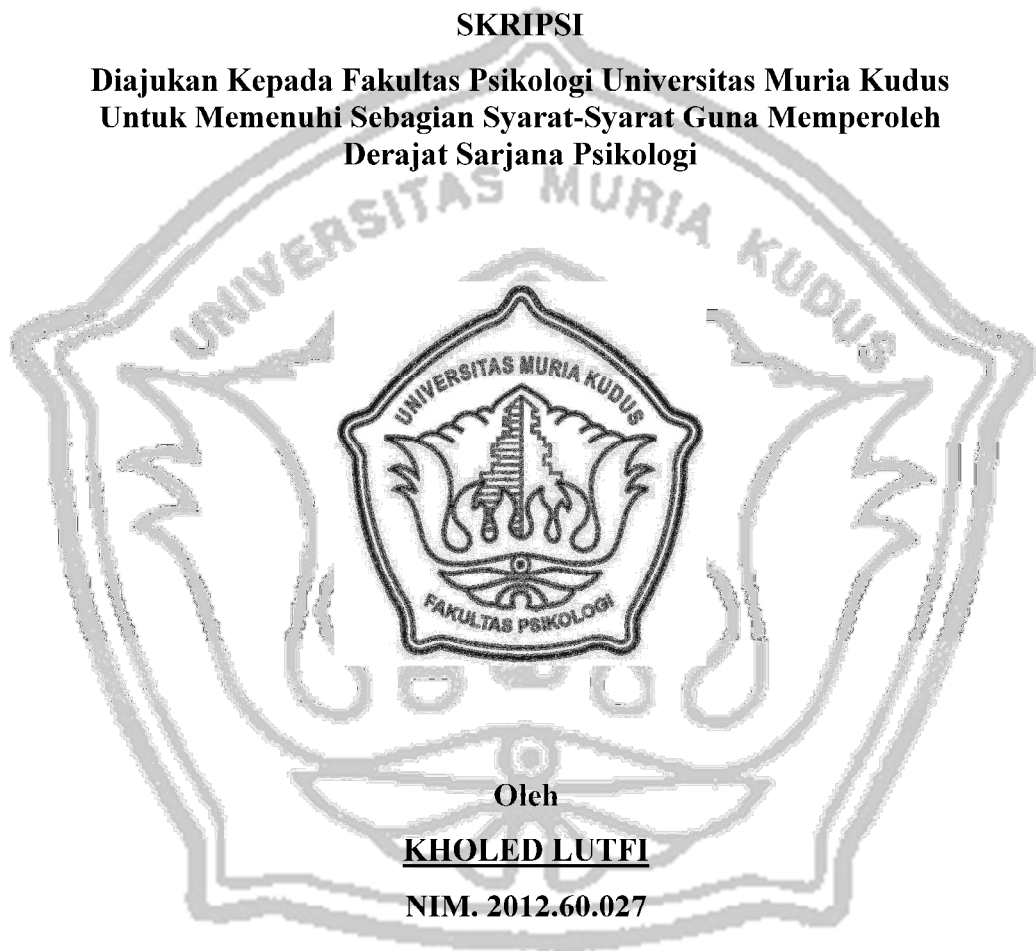 SKRIPSI
Diajukan Kepada Fakultas Psikologi Universitas Muria Kudus
Untuk Memenuhi Sebagian Syarat-Syarat Guna Memperoleh
Derajat Sarjana Psikologi
UNIVERSITAS MURIA KUDUS
UNIVERSITAS MURIA KUDUS
FAKULTAS PSIKOLOGI
Oleh
KHOLED LUTFI
NIM. 2012.60.027